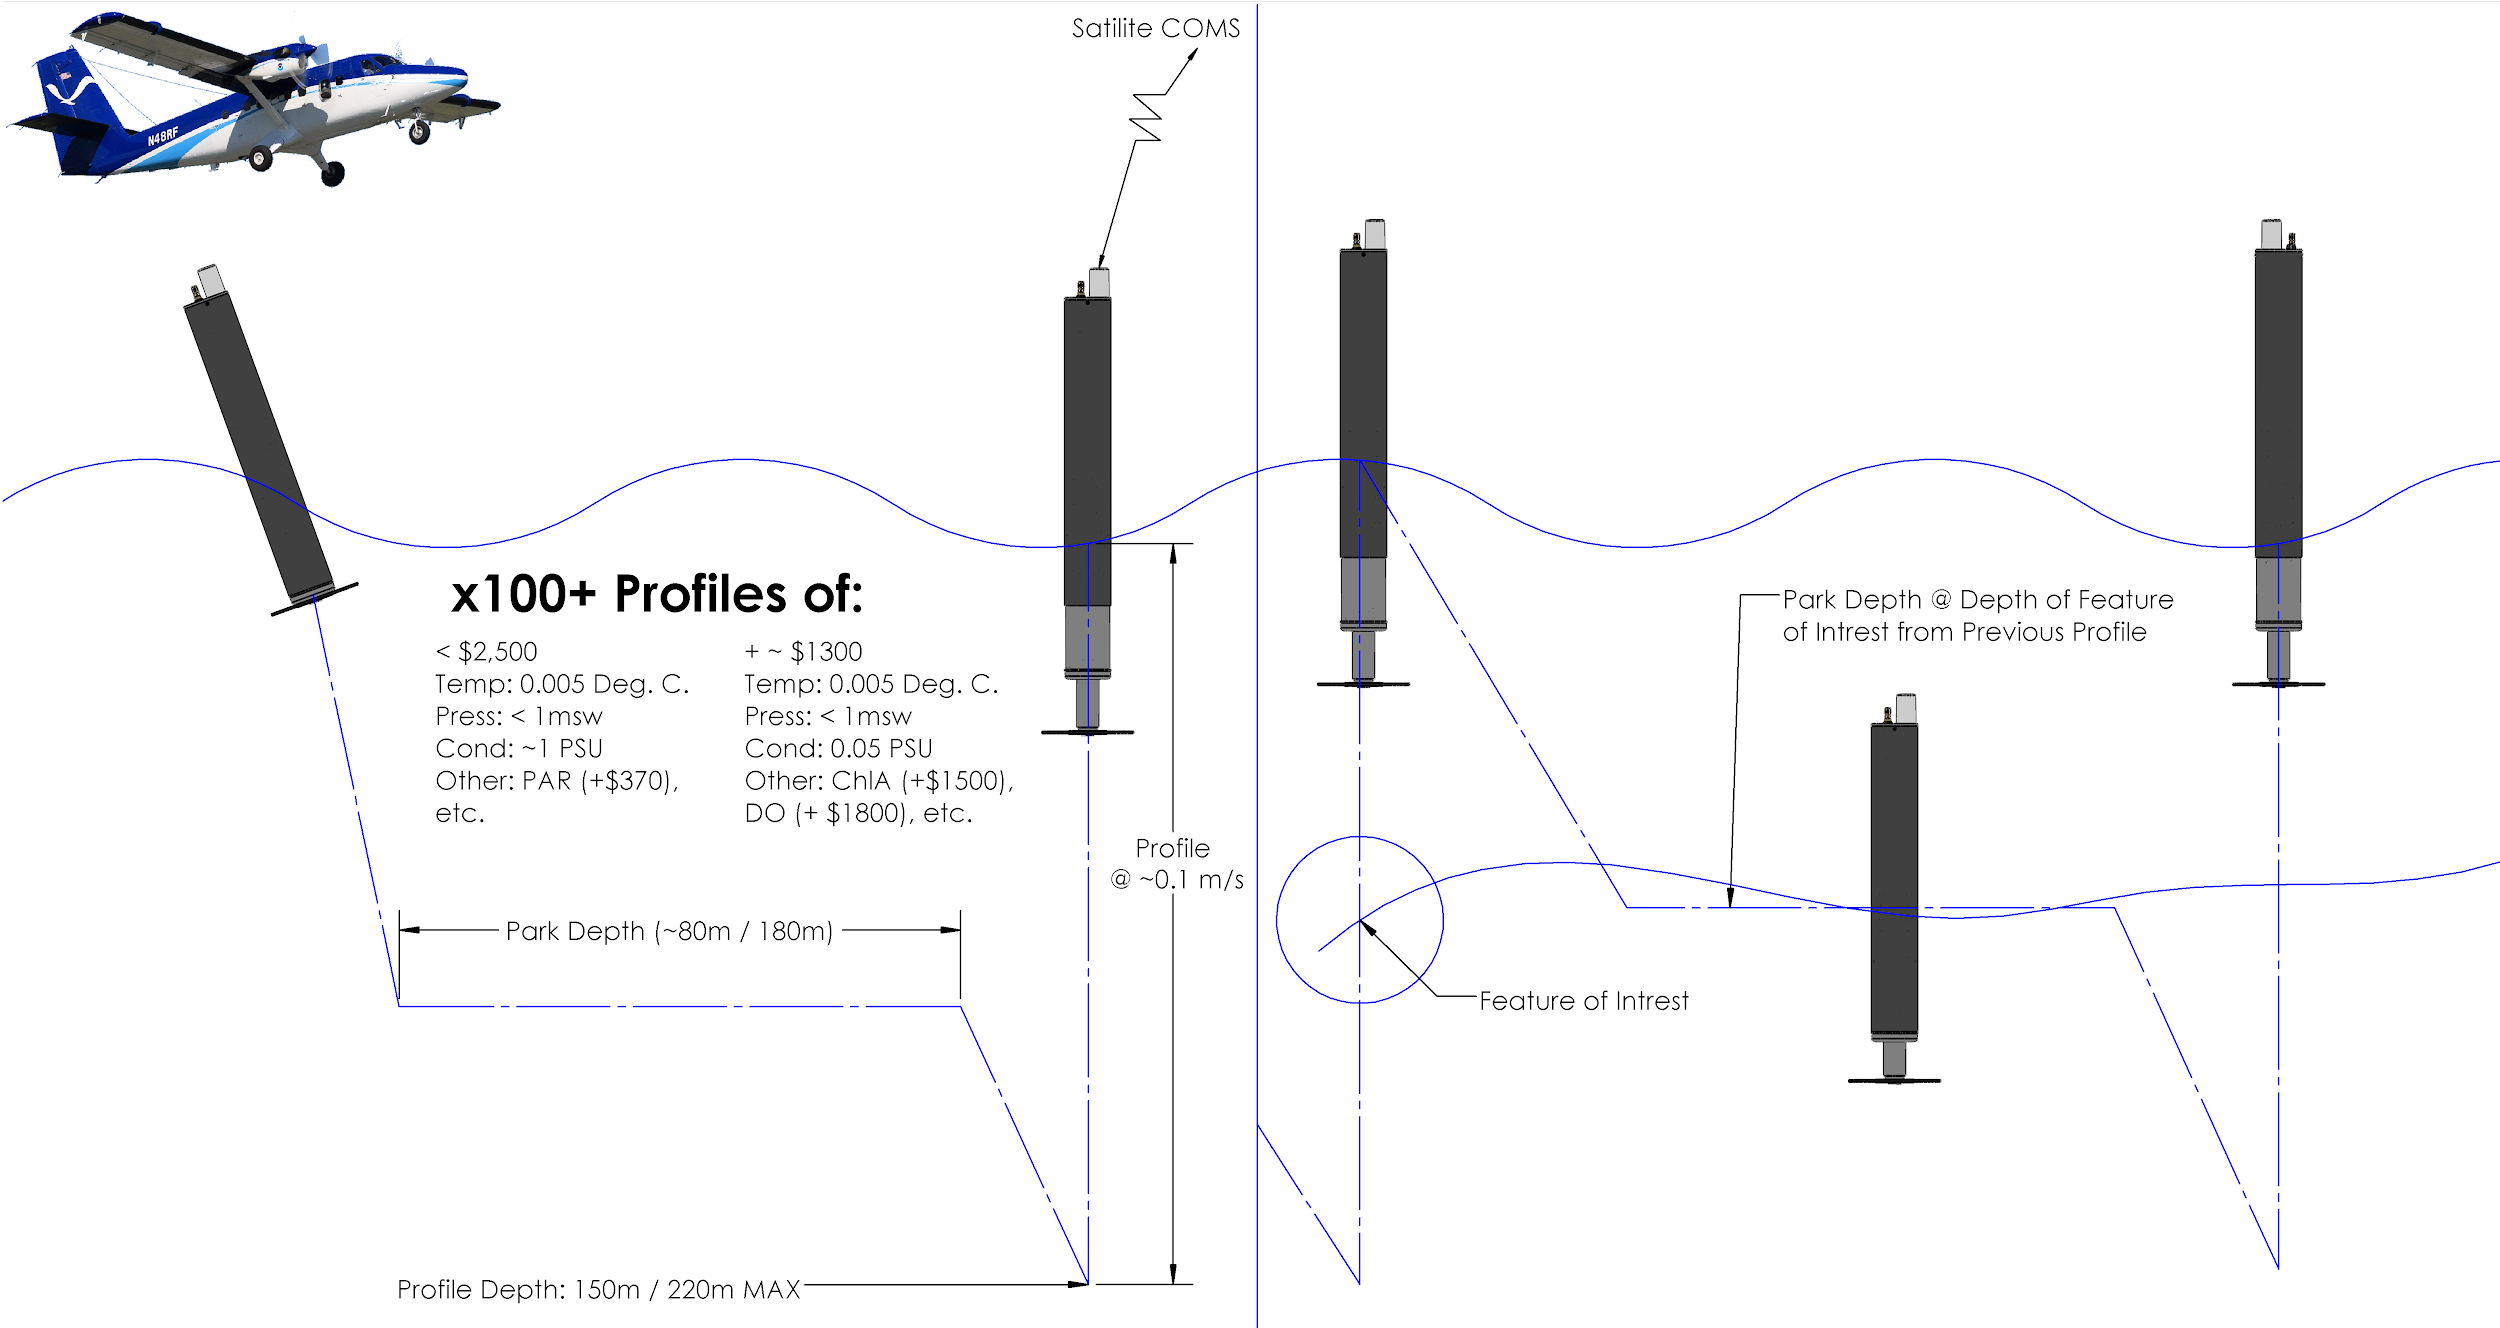 Satilite COMS
N48RF
x100+ Profiles of:
< $2,500
Temp: 0.005 Deg. C.
Press: < 1msw
Cond: ~1 PSU
Other: PAR (+$370),
etc.
+ ~ $1300
Temp: 0.005 Deg. C.
Press: < 1msw
Cond: 0.05 PSU
Other: ChlA (+$1500),
DO (+ $1800), etc.
Profile
@ ~0.1 m/s
Park Depth (~80m / 180m)
Profile Depth: 150m / 220m MAX
Park Depth @ Depth of Feature
of Intrest from Previous Profile
Feature of Intrest